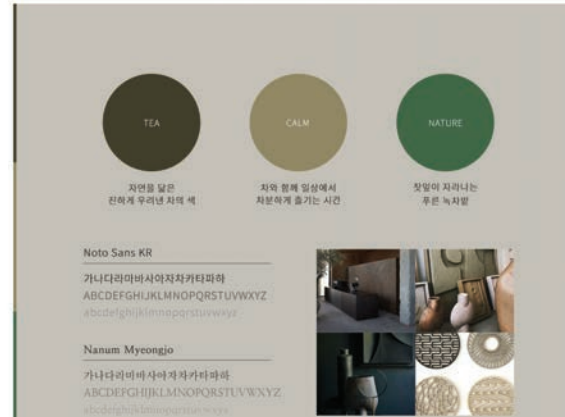 TEA
CALM
NATURE
자연을 닮은
진하게 우려낸 차의 색
차와 함께 일상에서
차분하게 즐기는 시간
찻잎이 자라나는
푸른 녹차밭
Noto Sans KR
가나다라마바사아자차카타파하
ABCDEFGHIJKLMNOPQRSTUVWXYZ
abcdefghijklmnopqrstuvwxyz
Nanum Myeongjo
가나다라마바사아자차카타파하
ABCDEFGHIJKLMNOPQRSTUVWXYZ
abcdefghijklmnopqrstuvwxyz